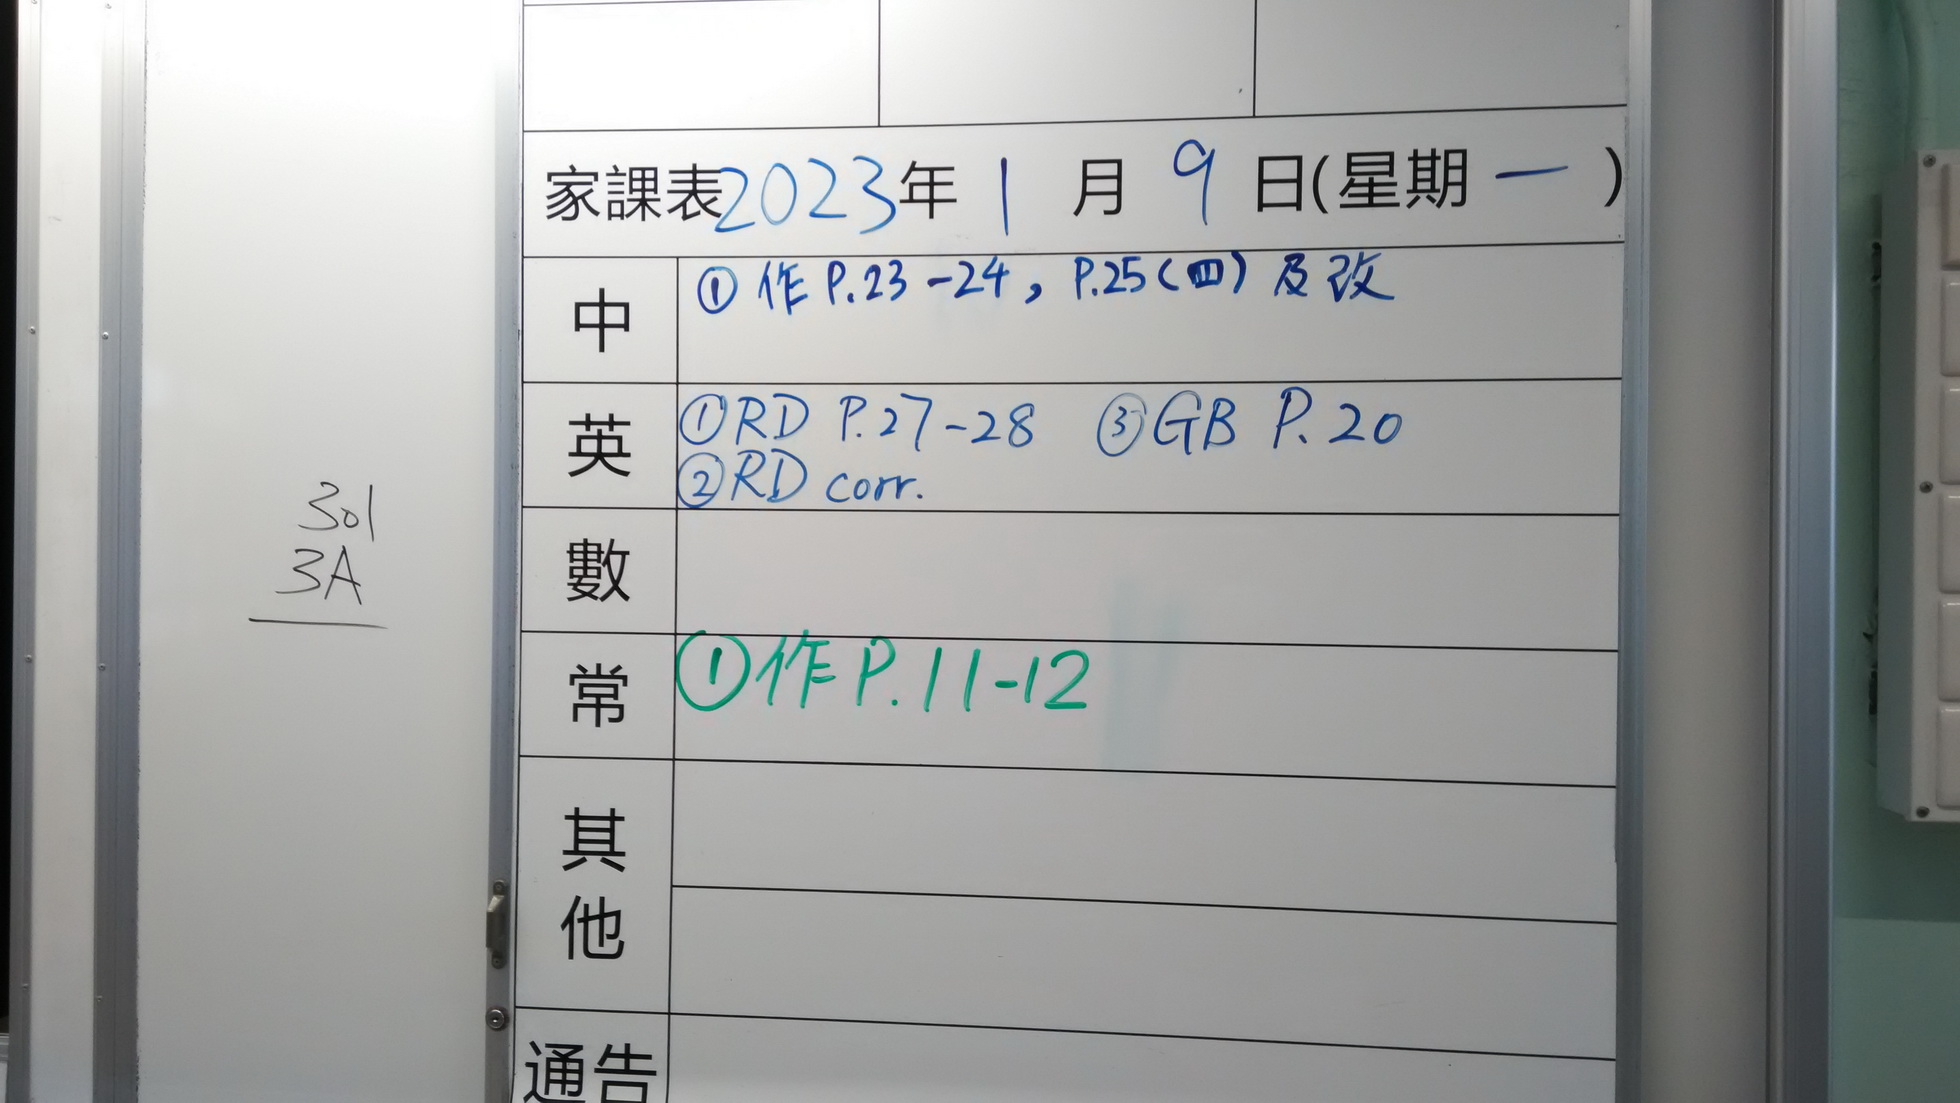 家課表2023年1月9日(星期一)
中 ①作P.23-24,P.25(四)及改
英 ①RD P.27-28 ③GB P.20
②RD corr.
數
常 ①作P.11-12
其他
通告
301
3A